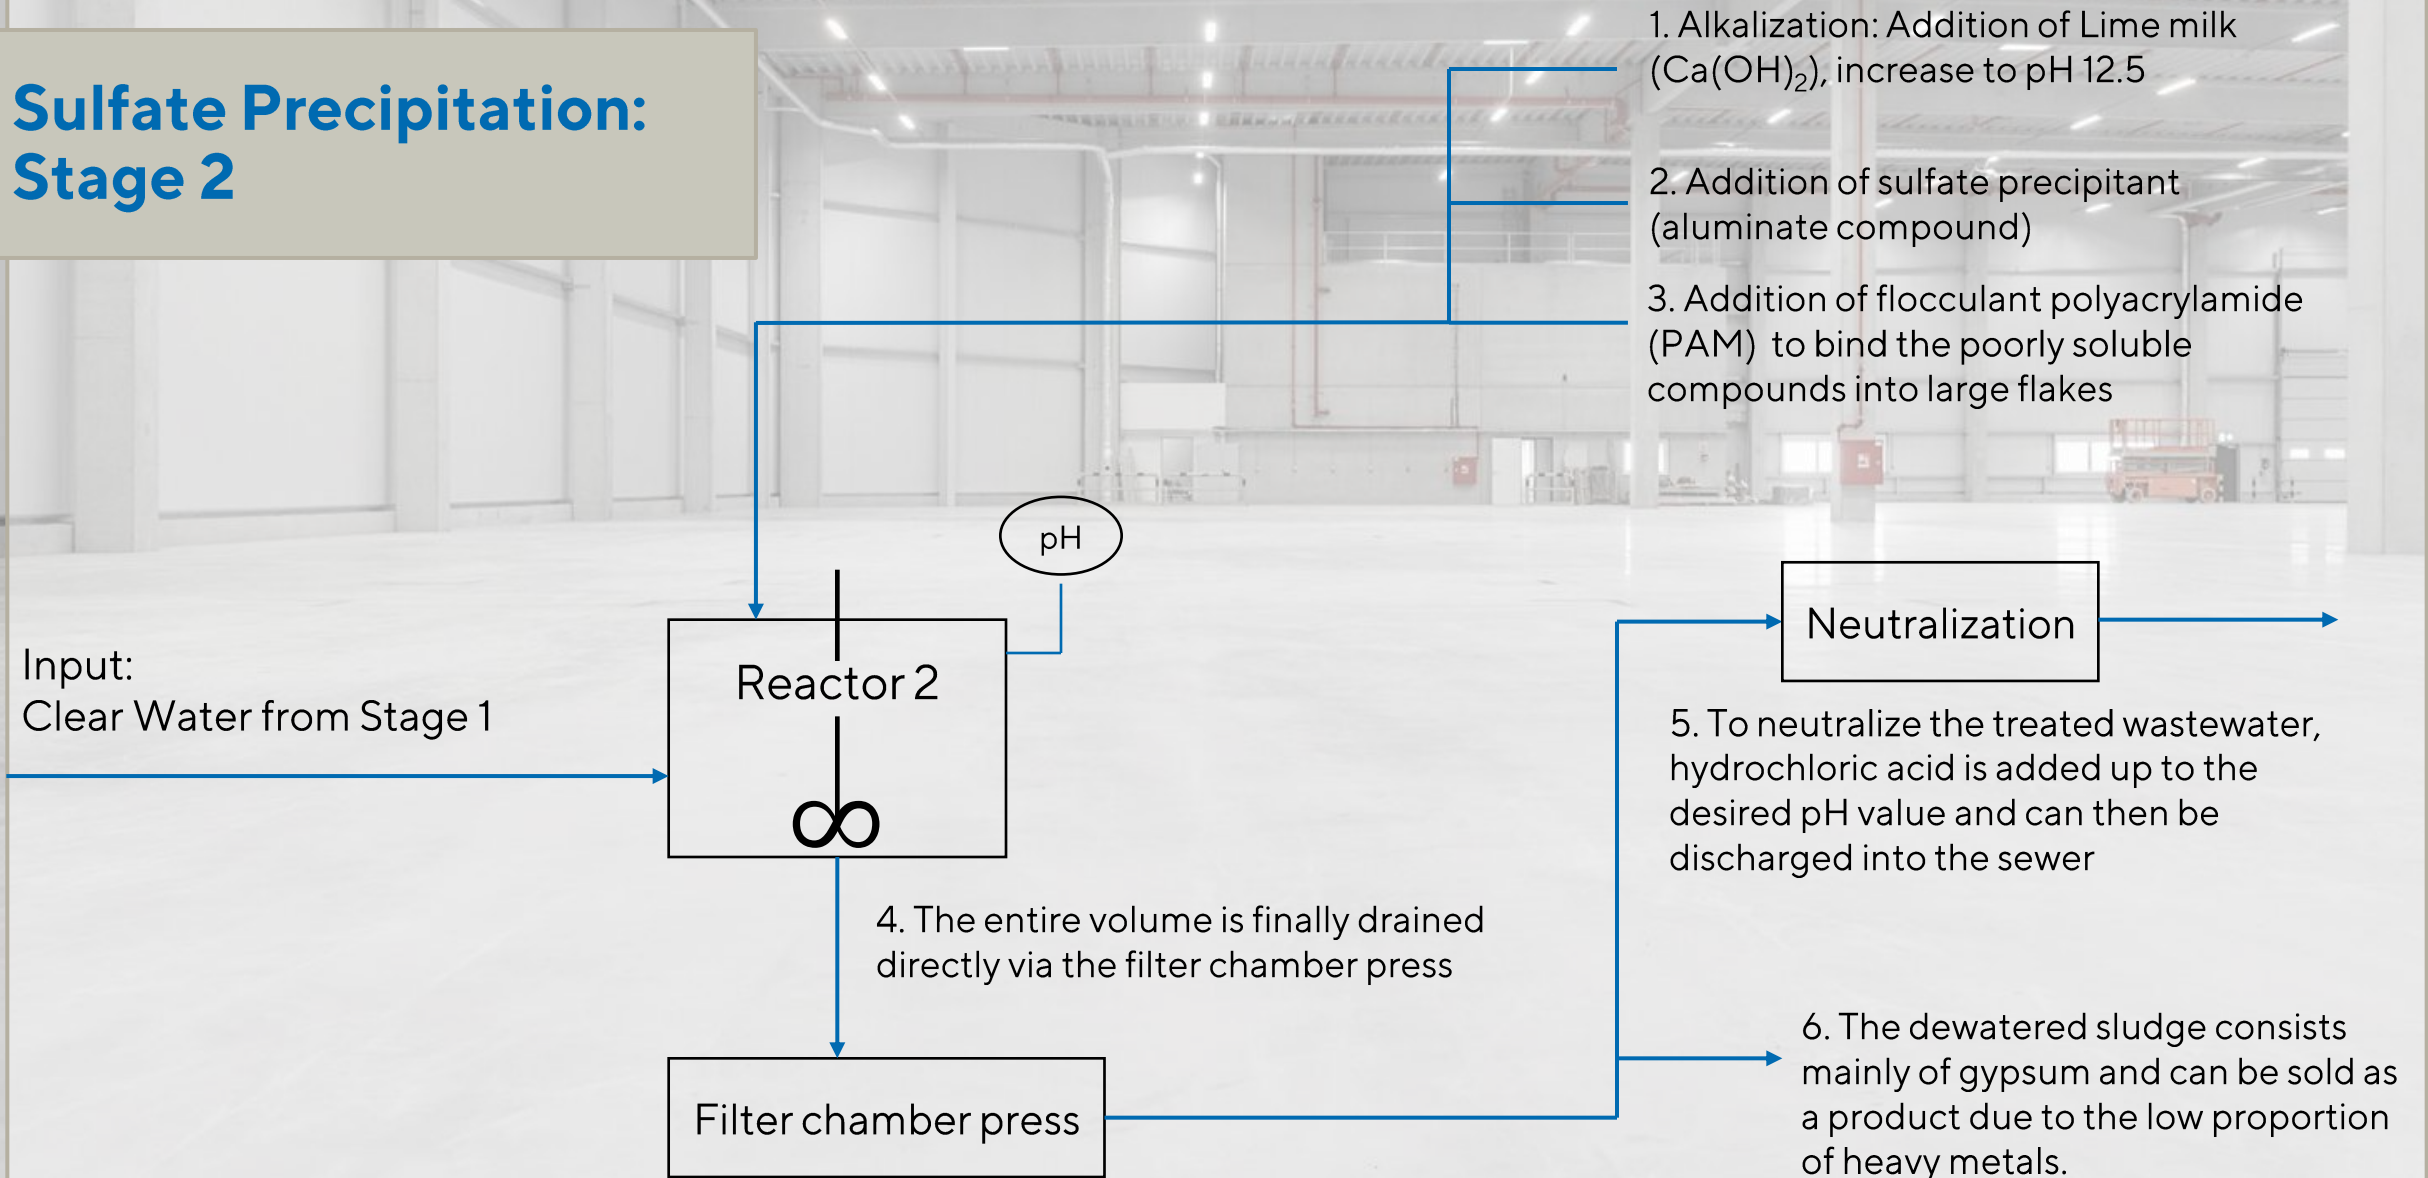 Sulfate Precipitation:
Stage 2
1. Alkalization: Addition of Lime milk
(Ca(OH)₂), increase to pH 12.5
2. Addition of sulfate precipitant
(aluminate compound)
3. Addition of flocculant polyacrylamide
(PAM) to bind the poorly soluble
compounds into large flakes
pH
Input:
Clear Water from Stage 1
Reactor 2
Neutralization
5. To neutralize the treated wastewater,
hydrochloric acid is added up to the
desired pH value and can then be
discharged into the sewer
4. The entire volume is finally drained
directly via the filter chamber press
Filter chamber press
6. The dewatered sludge consists
mainly of gypsum and can be sold as
a product due to the low proportion
of heavy metals.